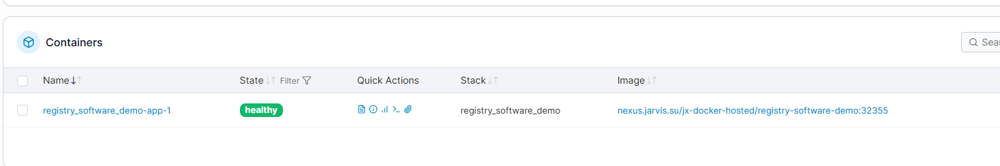 Containers
Sear
Name State Filter Quick Actions Stack Image
registry_software_demo-app-1 healthy registry_software_demo nexus.jarvis.su/jx-docker-hosted/registry-software-demo:32355